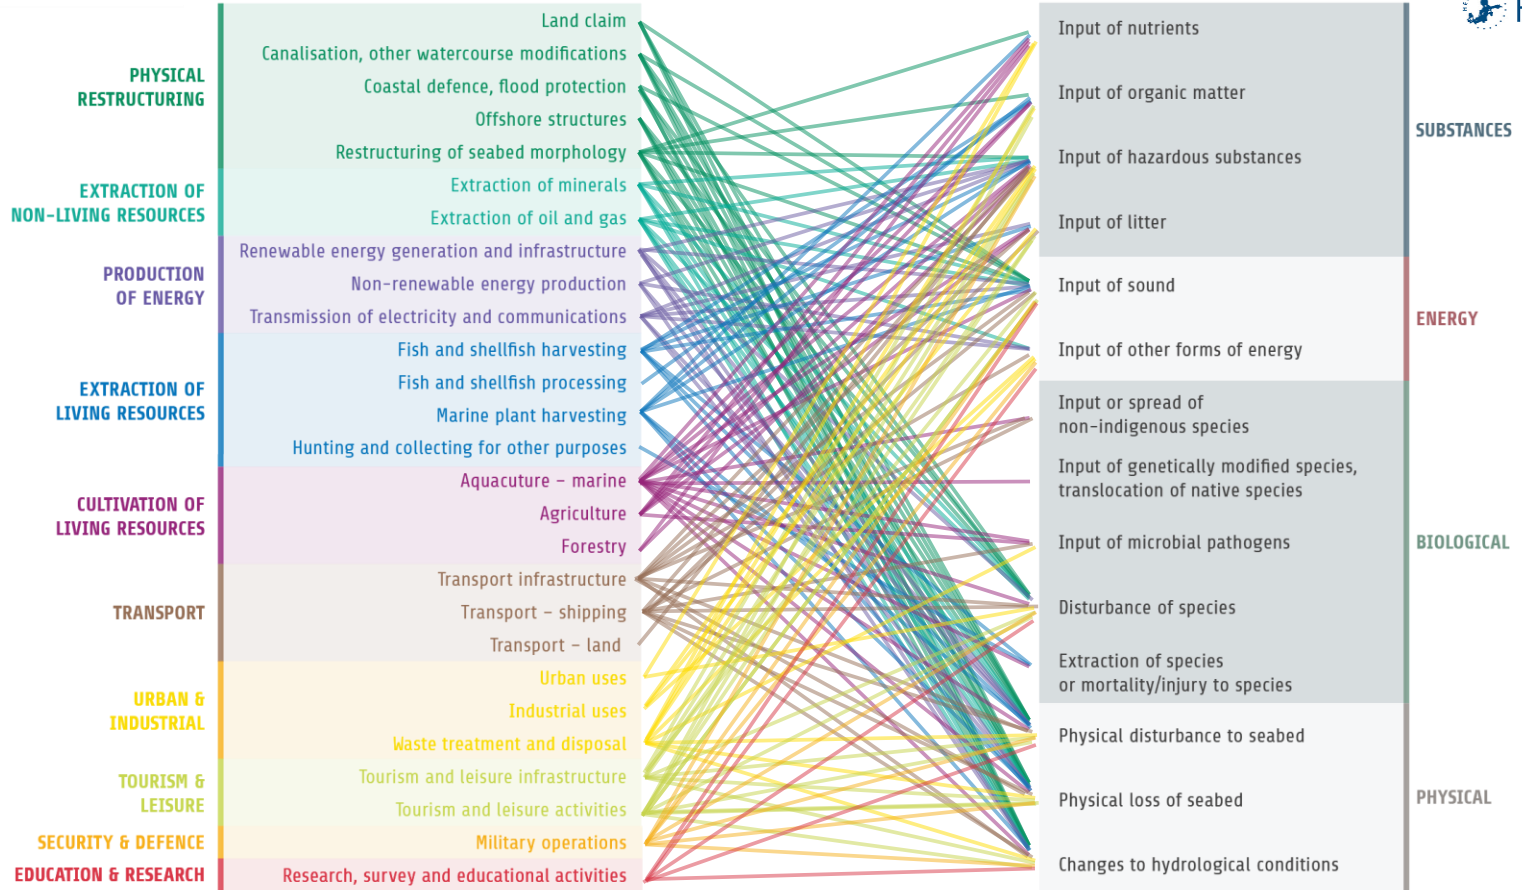 PHYSICAL
RESTRUCTURING
Land claim
Canalisation, other watercourse modifications
Coastal defence, flood protection
Offshore structures
Restructuring of seabed morphology
EXTRACTION OF
NON-LIVING RESOURCES
Extraction of minerals
Extraction of oil and gas
PRODUCTION
OF ENERGY
Renewable energy generation and infrastructure
Non-renewable energy production
Transmission of electricity and communications
EXTRACTION OF
LIVING RESOURCES
Fish and shellfish harvesting
Fish and shellfish processing
Marine plant harvesting
Hunting and collecting for other purposes
CULTIVATION OF
LIVING RESOURCES
Aquacuture – marine
Agriculture
Forestry
TRANSPORT
Transport infrastructure
Transport – shipping
Transport – land
URBAN &
INDUSTRIAL
Urban uses
Industrial uses
Waste treatment and disposal
TOURISM &
LEISURE
Tourism and leisure infrastructure
Tourism and leisure activities
SECURITY & DEFENCE
Military operations
EDUCATION & RESEARCH
Research, survey and educational activities
Input of nutrients
Input of organic matter
Input of hazardous substances
Input of litter
SUBSTANCES
Input of sound
Input of other forms of energy
ENERGY
Input or spread of
non-indigenous species
Input of genetically modified species,
translocation of native species
Input of microbial pathogens
Disturbance of species
Extraction of species
or mortality/injury to species
BIOLOGICAL
Physical disturbance to seabed
Physical loss of seabed
Changes to hydrological conditions
PHYSICAL